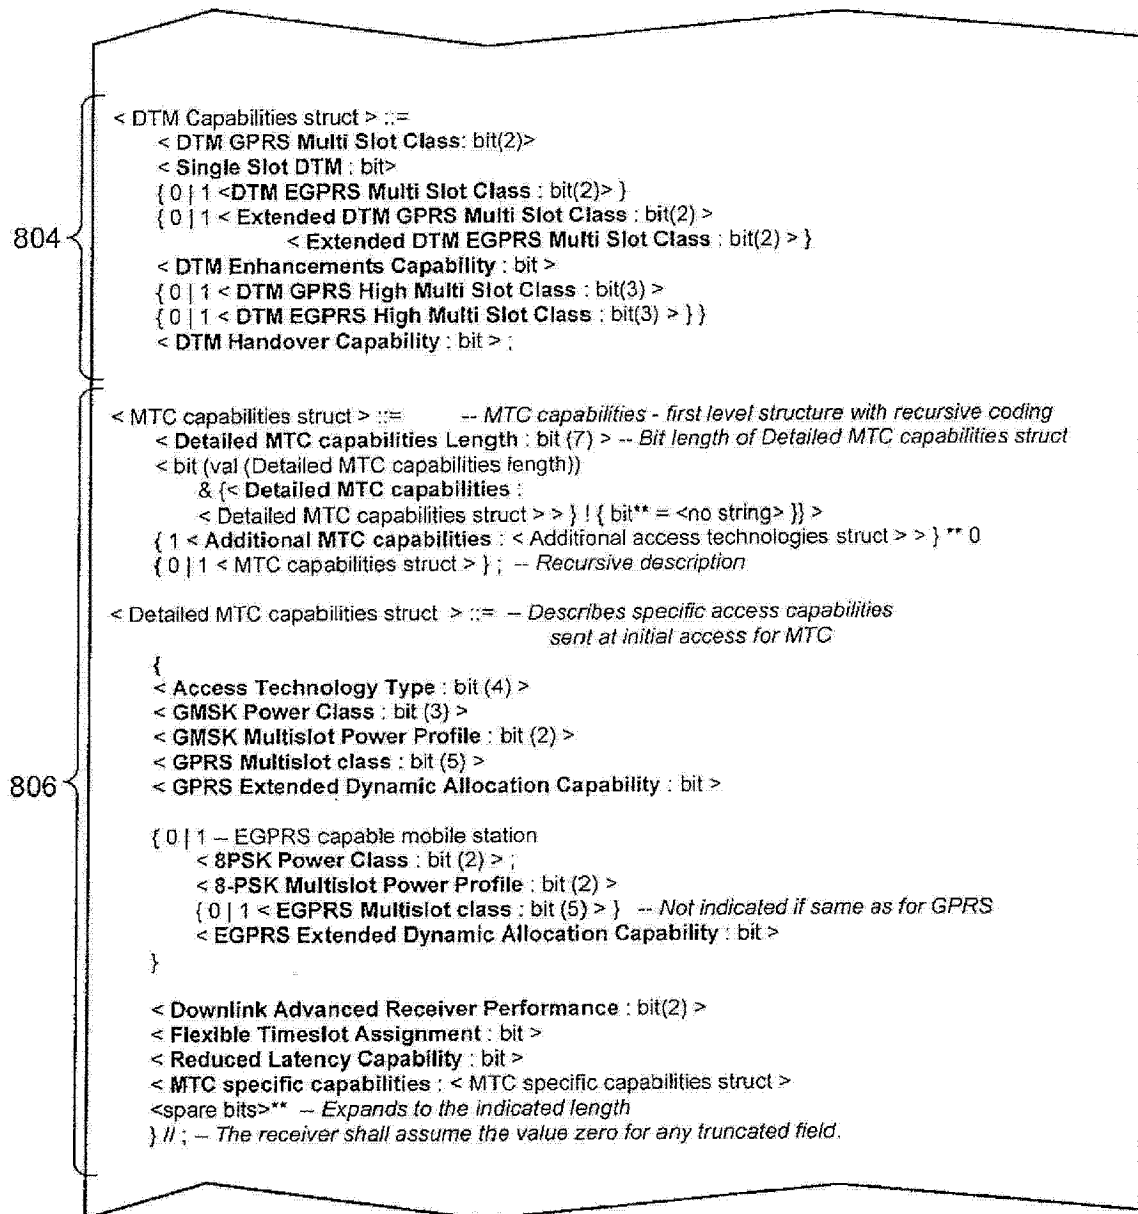 < DTM Capabilities struct > ::=
< DTM GPRS Multi Slot Class: bit(2)>
< Single Slot DTM : bit>
{ 0 | 1 <DTM EGPRS Multi Slot Class : bit(2)> }
{ 0 | 1 < Extended DTM GPRS Multi Slot Class : bit(2) >
804
< Extended DTM EGPRS Multi Slot Class : bit(2) > }
< DTM Enhancements Capability : bit >
{ 0 | 1 < DTM GPRS High Multi Slot Class : bit(3) >
{ 0 | 1 < DTM EGPRS High Multi Slot Class : bit(3) > } }
< DTM Handover Capability : bit > ;
< MTC capabilities struct > ::= -- MTC capabilities - first level structure with recursive coding
< Detailed MTC capabilities Length : bit (7) > -- Bit length of Detailed MTC capabilities struct
< bit (val (Detailed MTC capabilities length))
& {< Detailed MTC capabilities :
< Detailed MTC capabilities struct > > } ! { bit** = <no string> }} >
{ 1 < Additional MTC capabilities : < Additional access technologies struct > > } ** 0
{ 0 | 1 < MTC capabilities struct > } ; -- Recursive description
< Detailed MTC capabilities struct > ::= -- Describes specific access capabilities
sent at initial access for MTC
{
< Access Technology Type : bit (4) >
< GMSK Power Class : bit (3) >
< GMSK Multislot Power Profile : bit (2) >
< GPRS Multislot class : bit (5) >
806
< GPRS Extended Dynamic Allocation Capability : bit >
{ 0 | 1 -- EGPRS capable mobile station
< 8PSK Power Class : bit (2) > ;
< 8-PSK Multislot Power Profile : bit (2) >
{ 0 | 1 < EGPRS Multislot class : bit (5) > } -- Not indicated if same as for GPRS
< EGPRS Extended Dynamic Allocation Capability : bit >
}
< Downlink Advanced Receiver Performance : bit(2) >
< Flexible Timeslot Assignment : bit >
< Reduced Latency Capability : bit >
< MTC specific capabilities : < MTC specific capabilities struct >
<spare bits>** -- Expands to the indicated length
} // ; -- The receiver shall assume the value zero for any truncated field.